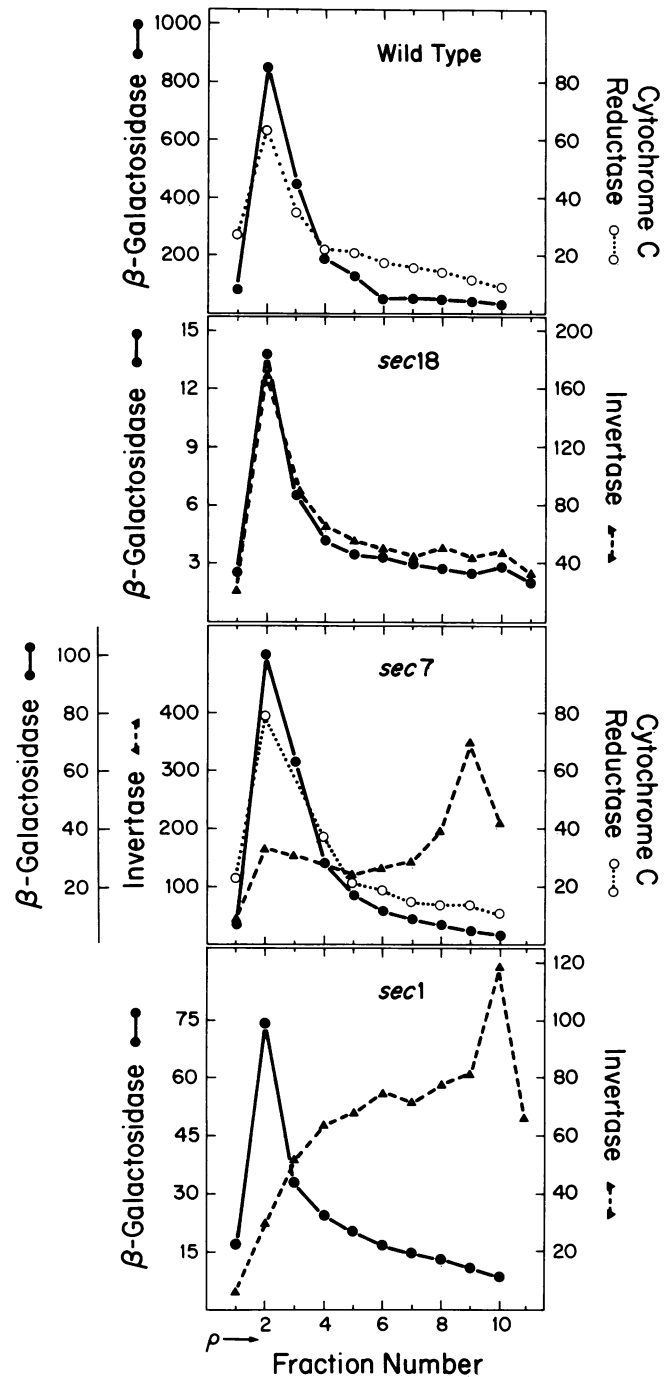 Wild Type
β-Galactosidase
1000
800
600
400
200
80
60
40
20
Cytochrome C
Reductase
sec18
β-Galactosidase
15
12
9
6
3
200
160
120
80
40
Invertase
sec7
β-Galactosidase
100
80
60
40
20
Invertase
400
300
200
100
80
60
40
20
Cytochrome C
Reductase
sec1
β-Galactosidase
75
60
45
30
15
120
100
80
60
40
20
Invertase
2 4 6 8 10
ρ
Fraction Number